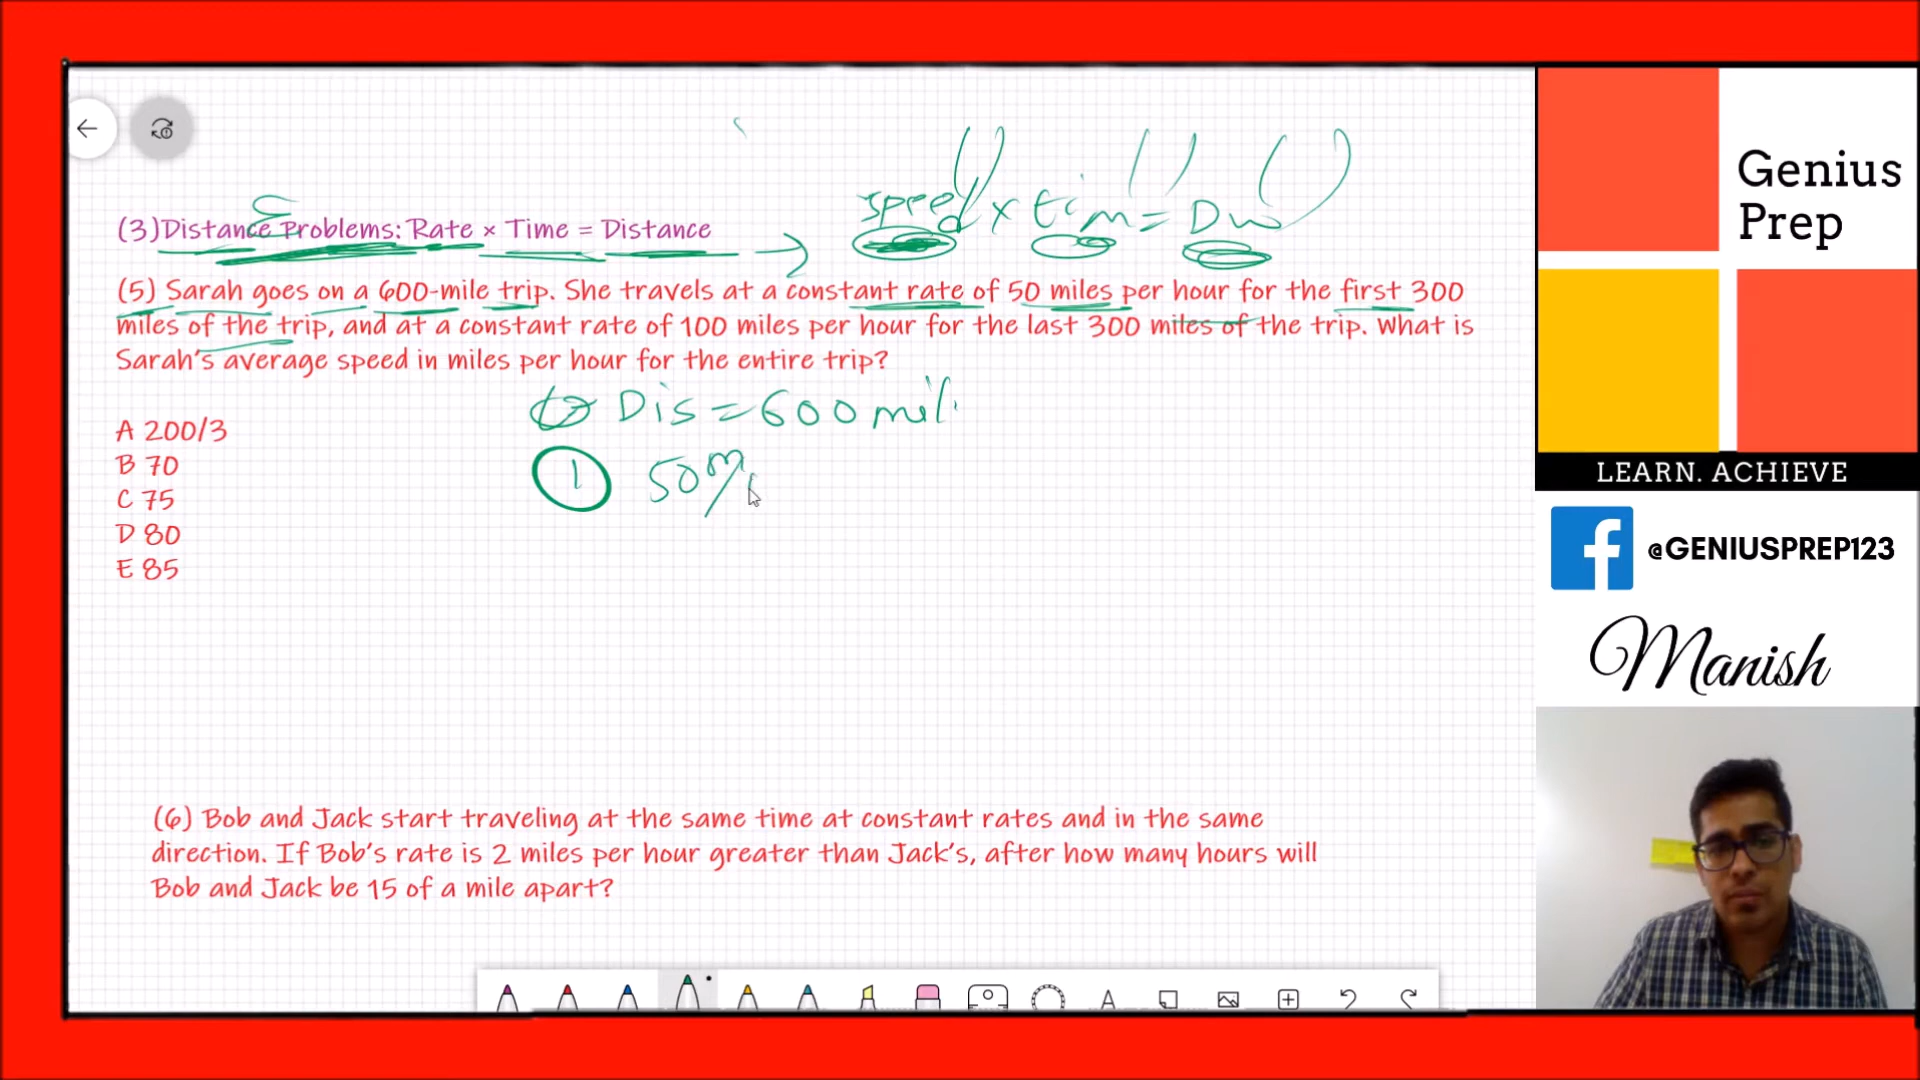 (3)Distance Problems: Rate × Time = Distance
speed × tim = Dis
(5) Sarah goes on a 600-mile trip. She travels at a constant rate of 50 miles per hour for the first 300
miles of the trip, and at a constant rate of 100 miles per hour for the last 300 miles of the trip. What is
Sarah's average speed in miles per hour for the entire trip?
Dis = 600 mil
A 200/3
B 70
1 50 m/
C 75
D 80
E 85
(6) Bob and Jack start traveling at the same time at constant rates and in the same
direction. If Bob's rate is 2 miles per hour greater than Jack's, after how many hours will
Bob and Jack be 15 of a mile apart?
Genius
Prep
LEARN. ACHIEVE
f @GENIUSPREP123
Manish
A